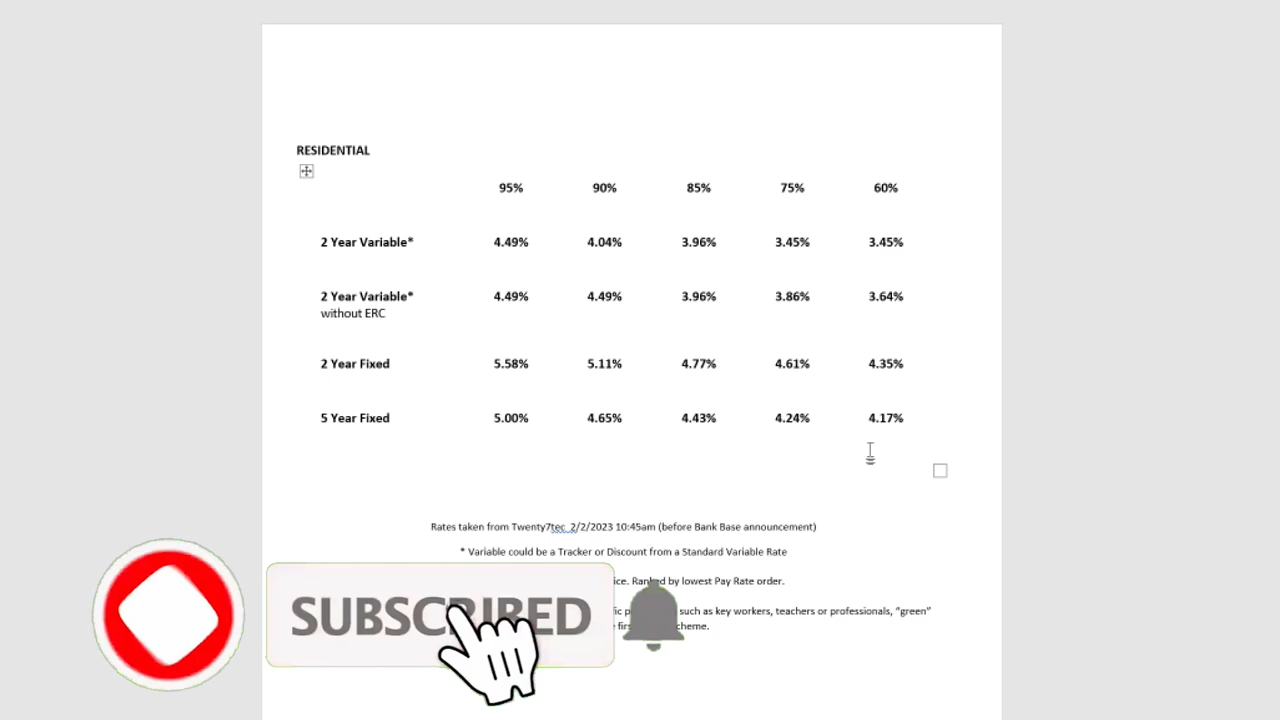 RESIDENTIAL
95% 90% 85% 75% 60%
2 Year Variable* 4.49% 4.04% 3.96% 3.45% 3.45%
2 Year Variable* 4.49% 4.49% 3.96% 3.86% 3.64%
without ERC
2 Year Fixed 5.58% 5.11% 4.77% 4.61% 4.35%
5 Year Fixed 5.00% 4.65% 4.43% 4.24% 4.17%
Rates taken from Twenty7tec 2/2/2023 10:45am (before Bank Base announcement)
* Variable could be a Tracker or Discount from a Standard Variable Rate
Ranked by lowest Pay Rate order.
such as key workers, teachers or professionals, “green”
SUBSCRIBED